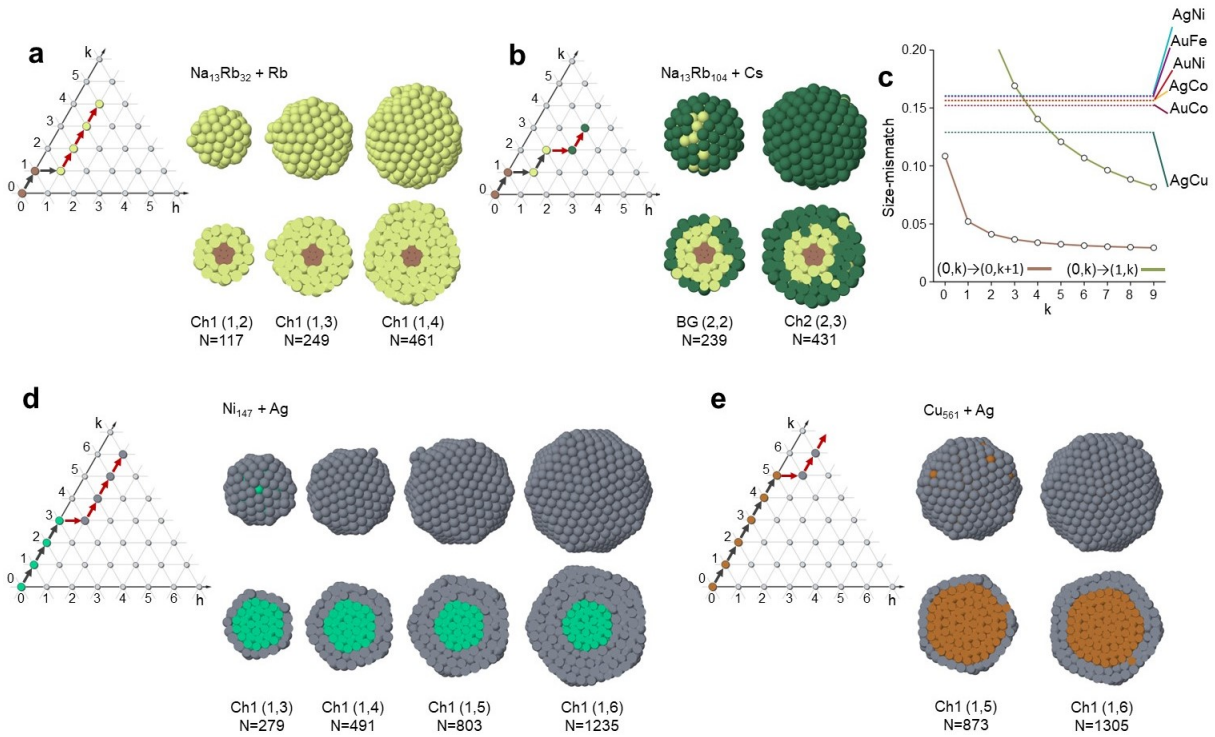 a
k
5
4
3
2
1
0
0 1 2 3 4 5 h
Na₁₃Rb₃₂ + Rb
Ch1 (1,2)
N=117
Ch1 (1,3)
N=249
Ch1 (1,4)
N=461
b
k
5
4
3
2
1
0
0 1 2 3 4 5 h
Na₁₃Rb₁₀₄ + Cs
BG (2,2)
N=239
Ch2 (2,3)
N=431
c
Size-mismatch
0.20
0.15
0.10
0.05
0
0 1 2 3 4 5 6 7 8 9
k
(0,k)→(0,k+1)
(0,k)→(1,k)
AgNi
AuFe
AuNi
AgCo
AuCo
AgCu
d
k
6
5
4
3
2
1
0
0 1 2 3 4 5 6 7
h
Ni₁₄₇ + Ag
Ch1 (1,3)
N=279
Ch1 (1,4)
N=491
Ch1 (1,5)
N=803
Ch1 (1,6)
N=1235
e
k
6
5
4
3
2
1
0
0 1 2 3 4 5 6 7
h
Cu₅₆₁ + Ag
Ch1 (1,5)
N=873
Ch1 (1,6)
N=1305